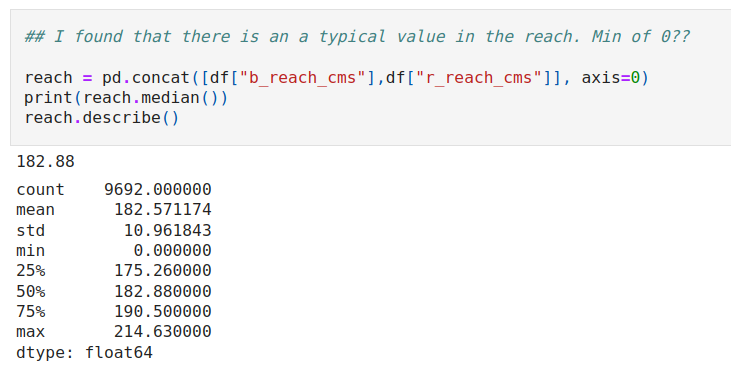 ## I found that there is an a typical value in the reach. Min of 0??
reach = pd.concat([df["b_reach_cms"],df["r_reach_cms"]], axis=0)
print(reach.median())
reach.describe()
182.88
count    9692.000000
mean      182.571174
std        10.961843
min         0.000000
25%       175.260000
50%       182.880000
75%       190.500000
max       214.630000
dtype: float64